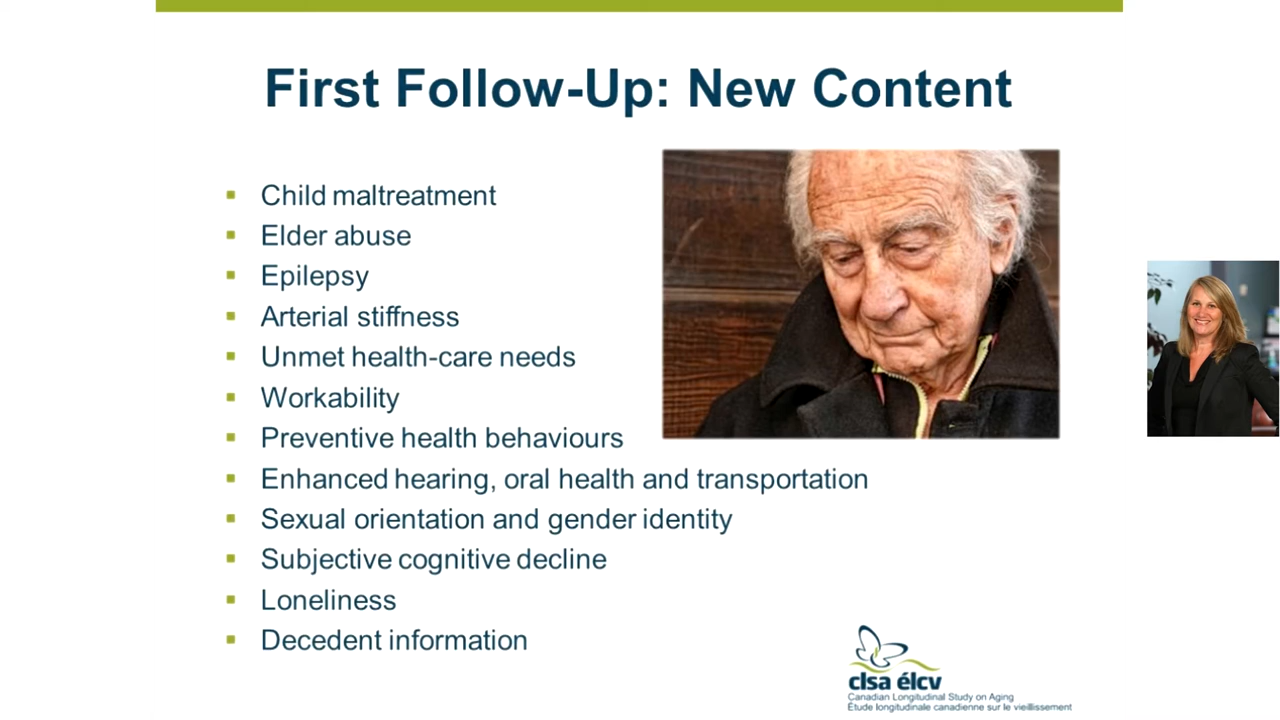 First Follow-Up: New Content
Child maltreatment
Elder abuse
Epilepsy
Arterial stiffness
Unmet health-care needs
Workability
Preventive health behaviours
Enhanced hearing, oral health and transportation
Sexual orientation and gender identity
Subjective cognitive decline
Loneliness
Decedent information
clsa élcv
Canadian Longitudinal Study on Aging
Étude longitudinale canadienne sur le vieillissement